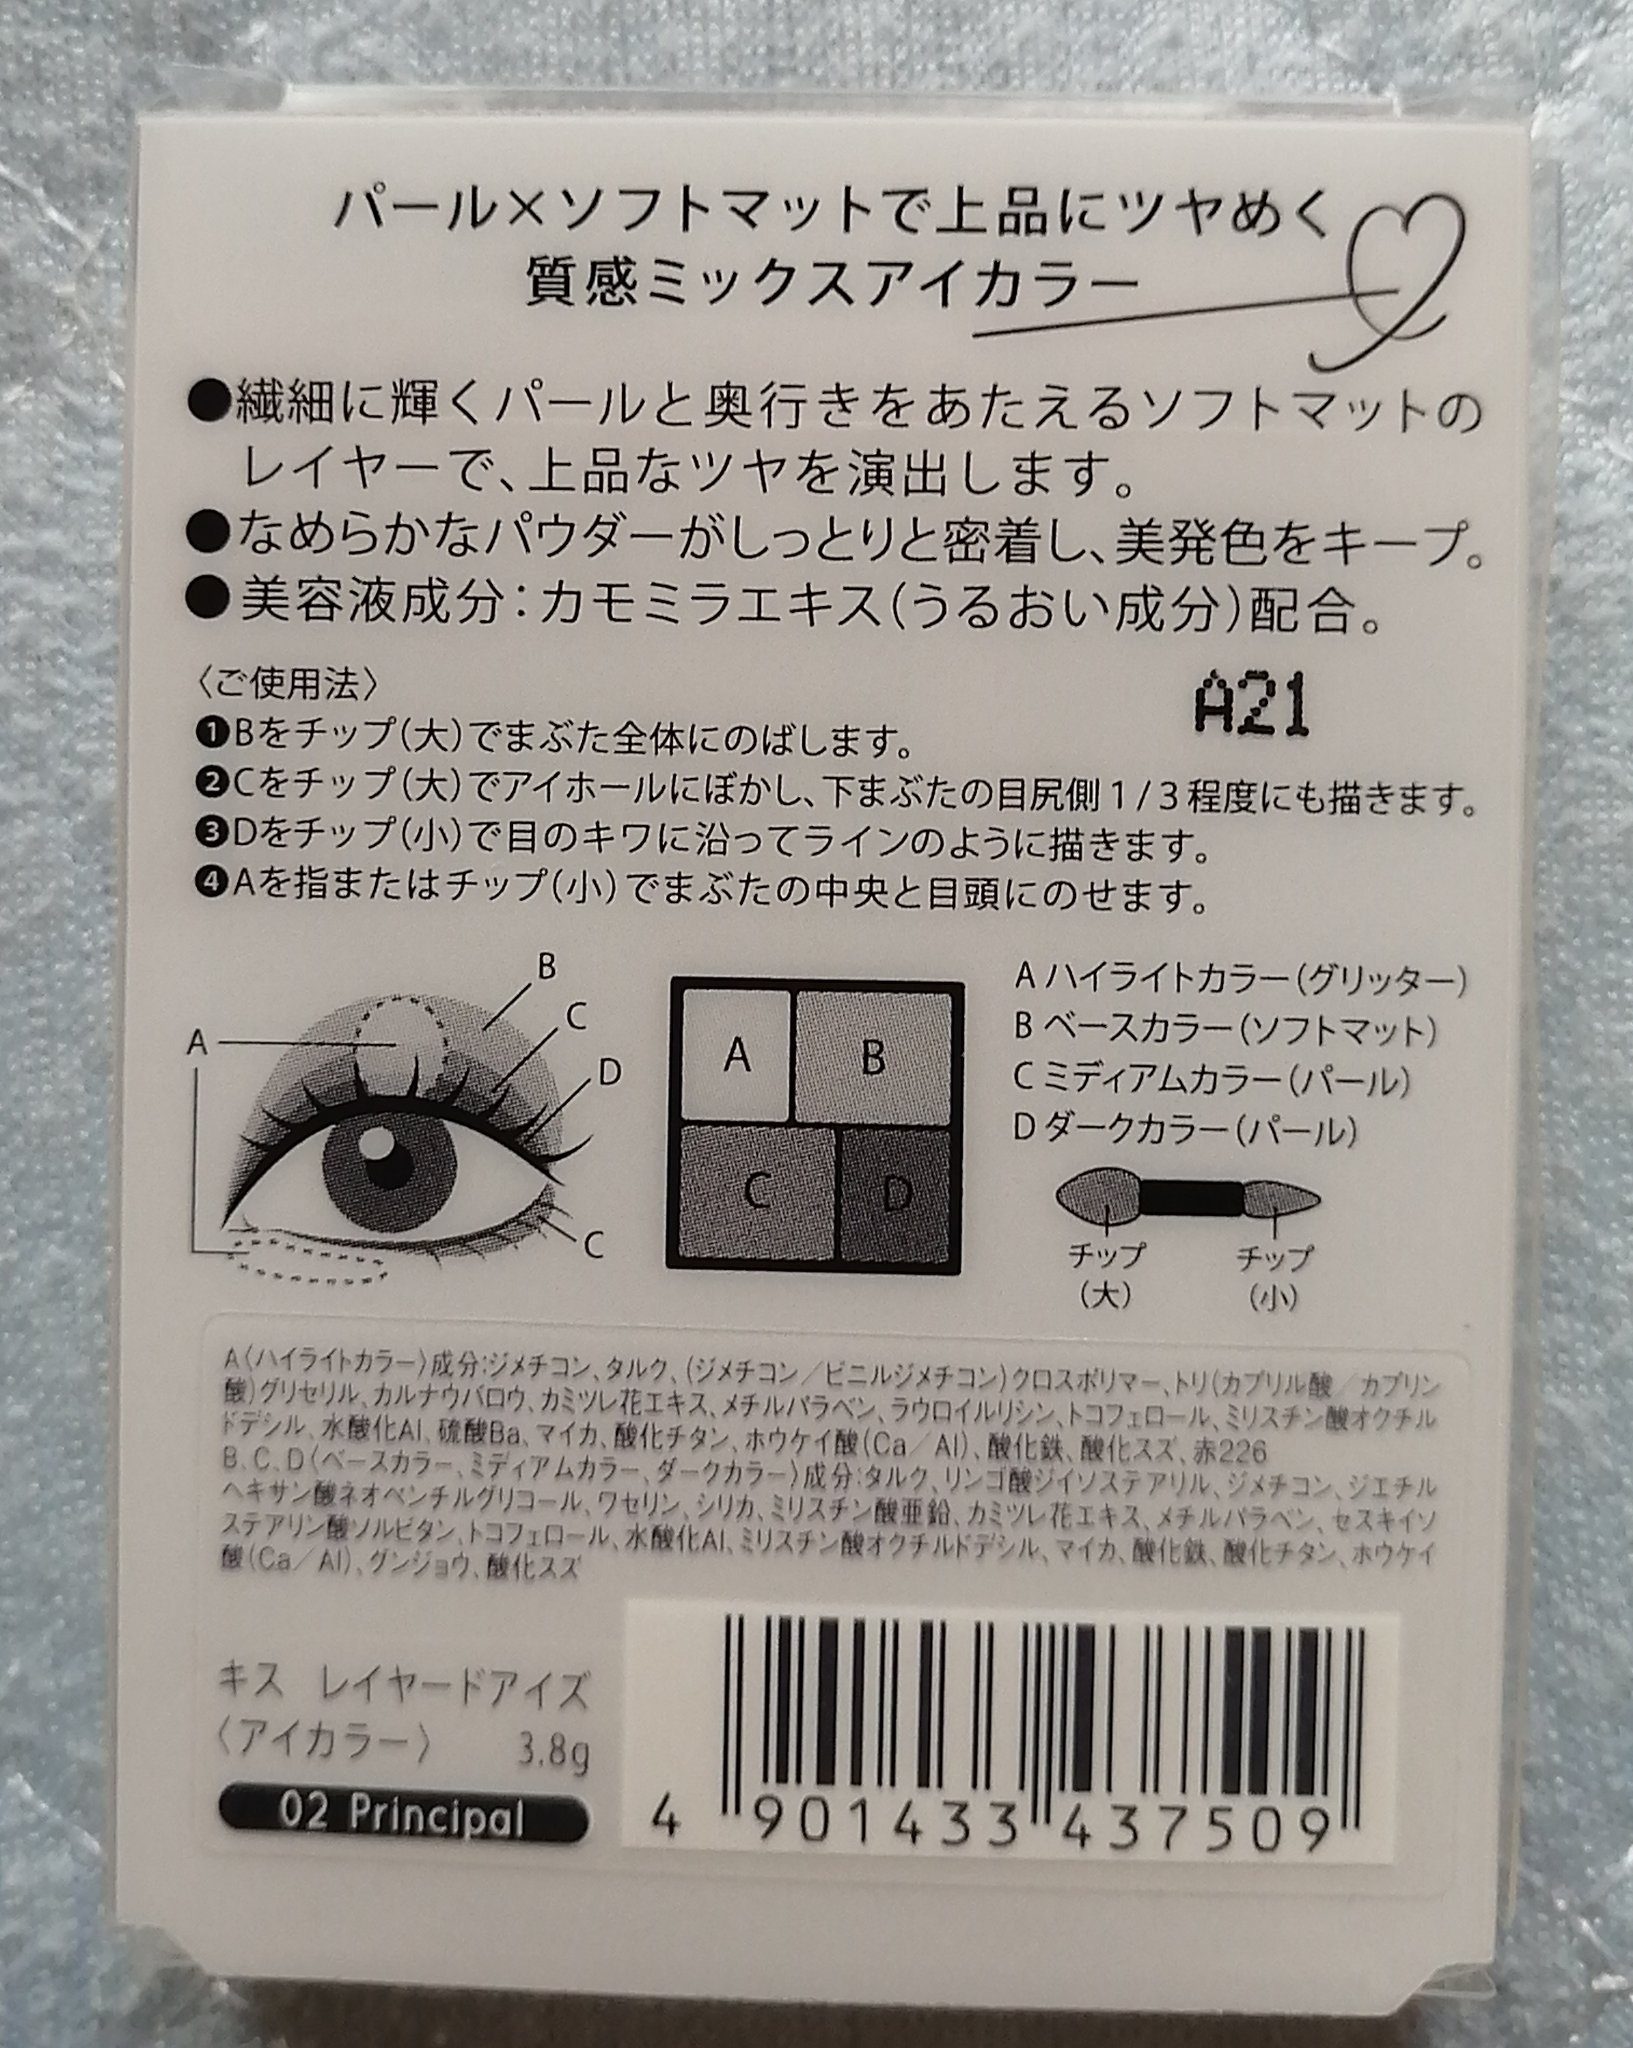 パール×ソフトマットで上品にツヤめく
質感ミックスアイカラー
●繊細に輝くパールと奥行きをあたえるソフトマットの
レイヤーで、上品なツヤを演出します。
●なめらかなパウダーがしっとりと密着し、美発色をキープ。
●美容液成分：カモミラエキス(うるおい成分)配合。
〈ご使用法〉
A21
❶Bをチップ(大)でまぶた全体にのばします。
❷Cをチップ(大)でアイホールにぼかし、下まぶたの目尻側1/3程度にも描きます。
❸Dをチップ(小)で目のキワに沿ってラインのように描きます。
❹Aを指またはチップ(小)でまぶたの中央と目頭にのせます。
B
C
A
D
C
A
B
C
D
A ハイライトカラー(グリッター)
B ベースカラー(ソフトマット)
C ミディアムカラー(パール)
D ダークカラー(パール)
チップ
(大)
チップ
(小)
A〈ハイライトカラー〉成分:ジメチコン、タルク、(ジメチコン／ビニルジメチコン)クロスポリマー、トリ(カプリル酸／カプリン
酸)グリセリル、カルナウバロウ、カミツレ花エキス、メチルパラベン、ラウロイルリシン、トコフェロール、ミリスチン酸オクチル
ドデシル、水酸化Al、硫酸Ba、マイカ、酸化チタン、ホウケイ酸(Ca／Al)、酸化鉄、酸化スズ、赤226
B、C、D〈ベースカラー、ミディアムカラー、ダークカラー〉成分:タルク、リンゴ酸ジイソステアリル、ジメチコン、ジエチル
ヘキサン酸ネオペンチルグリコール、ワセリン、シリカ、ミリスチン酸亜鉛、カミツレ花エキス、メチルパラベン、セスキイソ
ステアリン酸ソルビタン、トコフェロール、水酸化Al、ミリスチン酸オクチルドデシル、マイカ、酸化鉄、酸化チタン、ホウケイ
酸(Ca／Al)、グンジョウ、酸化スズ
キス レイヤードアイズ
〈アイカラー〉 3.8g
02 Principal
4 901433 437509